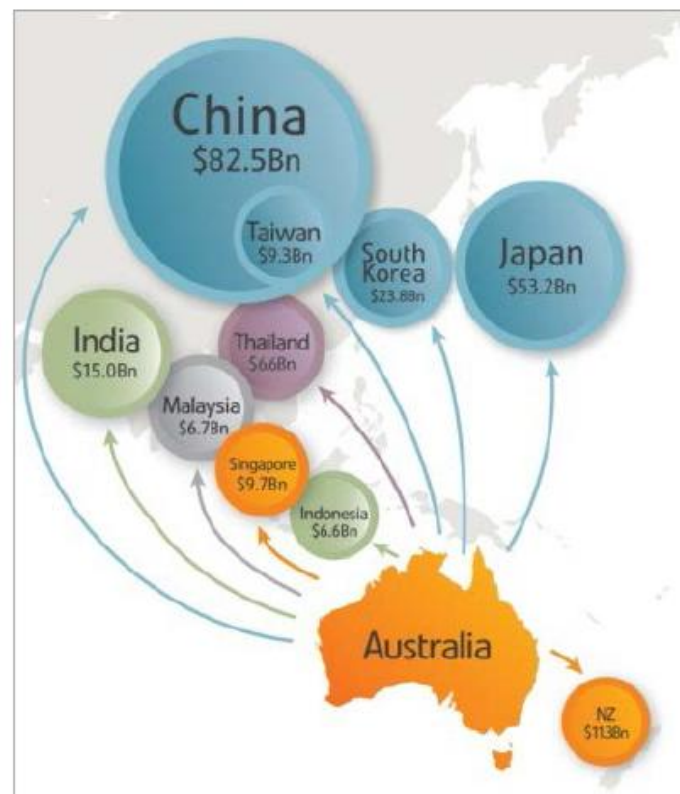 China
$82.5Bn
Taiwan
$9.3Bn
South
Korea
$23.8Bn
Japan
$53.2Bn
India
$15.0Bn
Thailand
$66Bn
Malaysia
$6.7Bn
Singapore
$9.7Bn
Indonesia
$6.6Bn
Australia
NZ
$113Bn